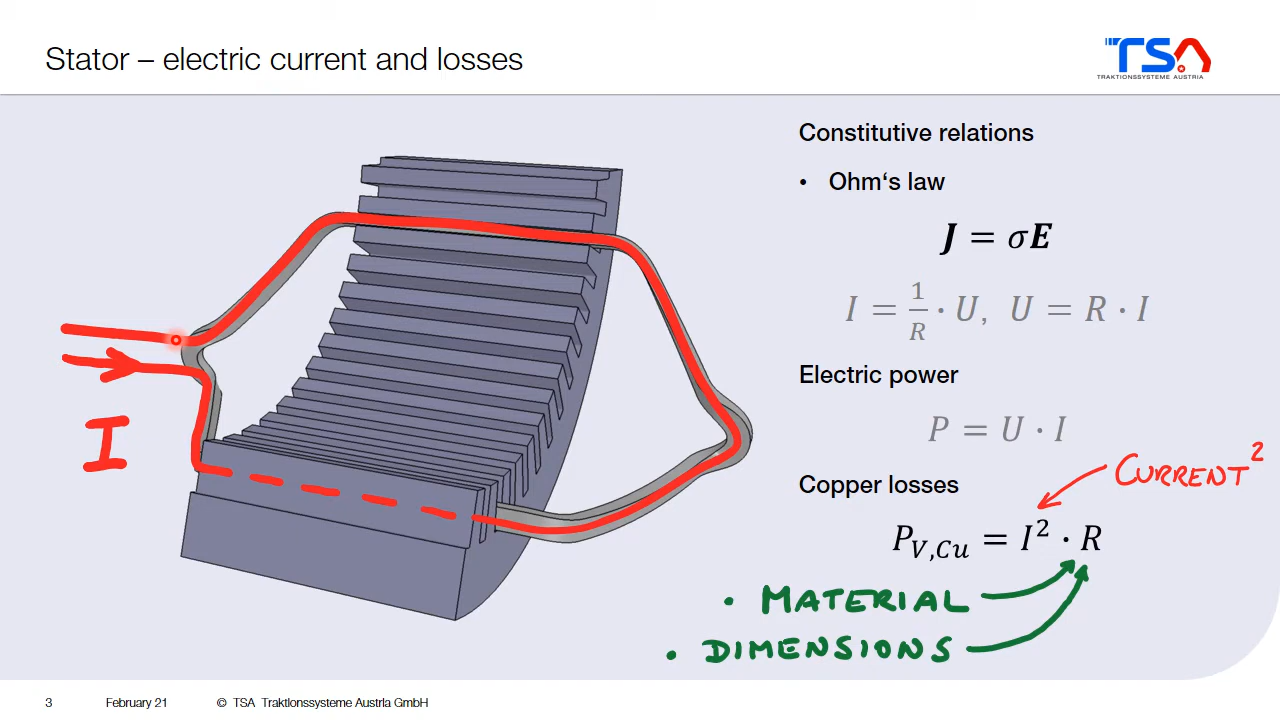 Stator – electric current and losses
TSA
TRAKTIONSSYSTEME AUSTRIA
Constitutive relations
• Ohm‘s law
J = σE
I = 1/R · U, U = R · I
Electric power
P = U · I
CURRENT²
Copper losses
P_V,Cu = I² · R
I
• MATERIAL
• DIMENSIONS
3 February 21 © TSA Traktionssysteme Austria GmbH